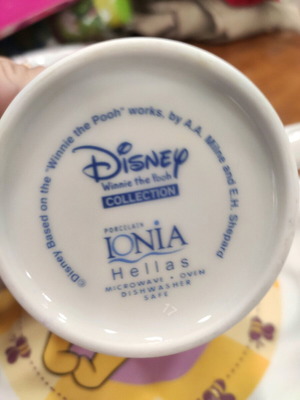 ©Disney Based on the "Winnie the Pooh" works, by A.A. Milne and E.H. Shepard
Disney
Winnie the Pooh
COLLECTION
PORCELAIN
IONIA
Hellas
MICROWAVE • OVEN
DISHWASHER
SAFE